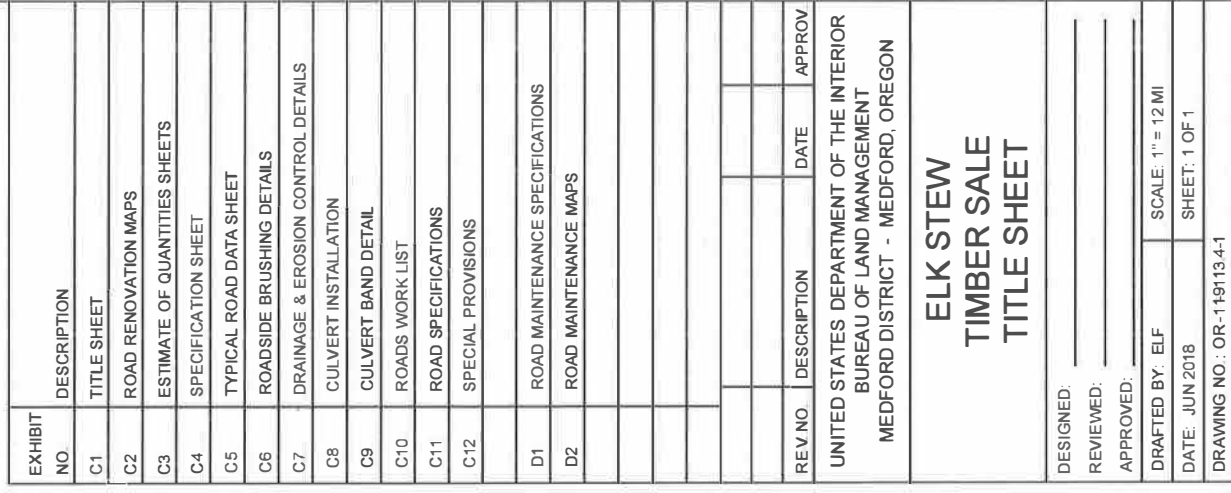 EXHIBIT
NO. DESCRIPTION
C1 TITLE SHEET
C2 ROAD RENOVATION MAPS
C3 ESTIMATE OF QUANTITIES SHEETS
C4 SPECIFICATION SHEET
C5 TYPICAL ROAD DATA SHEET
C6 ROADSIDE BRUSHING DETAILS
C7 DRAINAGE & EROSION CONTROL DETAILS
C8 CULVERT INSTALLATION
C9 CULVERT BAND DETAIL
C10 ROADS WORK LIST
C11 ROAD SPECIFICATIONS
C12 SPECIAL PROVISIONS
D1 ROAD MAINTENANCE SPECIFICATIONS
D2 ROAD MAINTENANCE MAPS
REV. NO. DESCRIPTION DATE APPROV
UNITED STATES DEPARTMENT OF THE INTERIOR
BUREAU OF LAND MANAGEMENT
MEDFORD DISTRICT - MEDFORD, OREGON
ELK STEW
TIMBER SALE
TITLE SHEET
DESIGNED:
REVIEWED:
APPROVED:
DRAFTED BY: ELF SCALE: 1" = 12 MI
DATE: JUN 2018 SHEET: 1 OF 1
DRAWING NO.: OR-119113.4-1